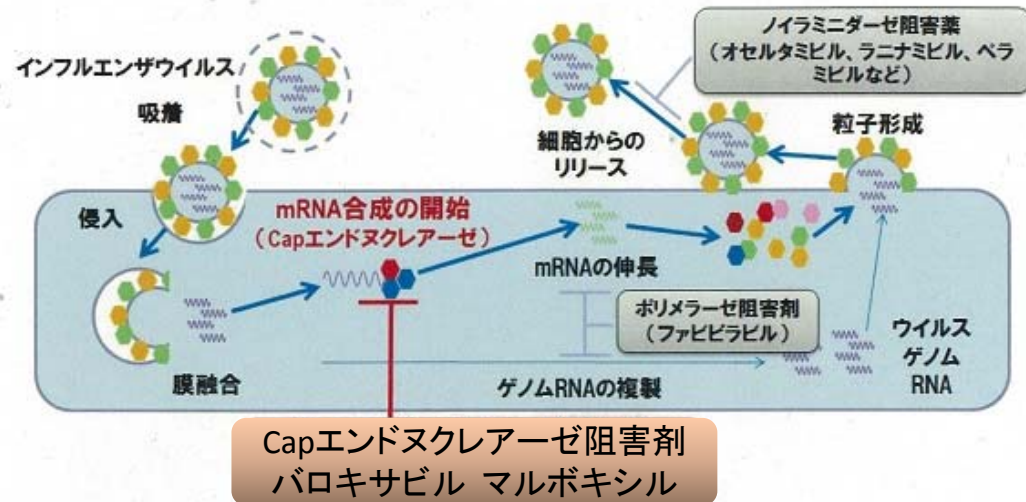 インフルエンザウイルス
吸着
侵入
膜融合
mRNA合成の開始
（Capエンドヌクレアーゼ）
mRNAの伸長
ポリメラーゼ阻害剤
（ファビピラビル）
ゲノムRNAの複製
ウイルス
ゲノム
RNA
粒子形成
細胞からの
リリース
ノイラミニダーゼ阻害薬
（オセルタミビル、ラニナミビル、ペラ
ミビルなど）
Capエンドヌクレアーゼ阻害剤
バロキサビル マルボキシル